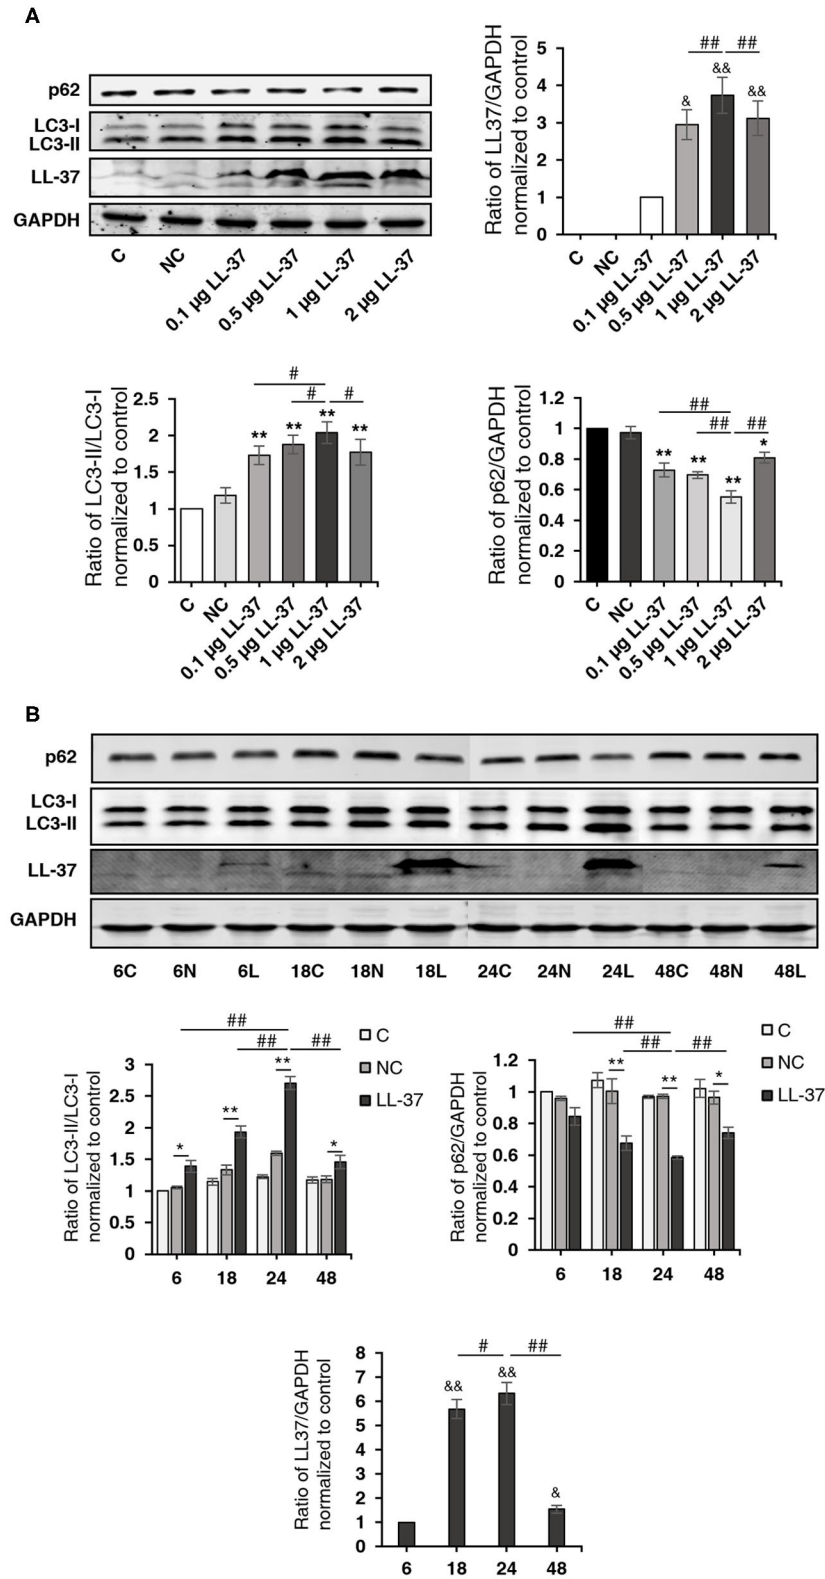 A
p62
LC3-I
LC3-II
LL-37
GAPDH
C
NC
0.1 µg LL-37
0.5 µg LL-37
1 µg LL-37
2 µg LL-37
Ratio of LL37/GAPDH
normalized to control
5
4
3
2
1
0
&
&&
&&
##
##
C
NC
0.1 µg LL-37
0.5 µg LL-37
1 µg LL-37
2 µg LL-37
Ratio of LC3-II/LC3-I
normalized to control
2.5
2
1.5
1
0.5
0
#
#
#
**
**
**
**
C
NC
0.1 µg LL-37
0.5 µg LL-37
1 µg LL-37
2 µg LL-37
Ratio of p62/GAPDH
normalized to control
1.2
1
0.8
0.6
0.4
0.2
0
##
##
##
**
**
**
*
C
NC
0.1 µg LL-37
0.5 µg LL-37
1 µg LL-37
2 µg LL-37
B
p62
LC3-I
LC3-II
LL-37
GAPDH
6C 6N 6L 18C 18N 18L 24C 24N 24L 48C 48N 48L
Ratio of LC3-II/LC3-I
normalized to control
3
2.5
2
1.5
1
0.5
0
##
##
##
*
**
**
*
6 18 24 48
C
NC
LL-37
Ratio of p62/GAPDH
normalized to control
1.2
1
0.8
0.6
0.4
0.2
0
##
##
##
**
**
*
6 18 24 48
C
NC
LL-37
Ratio of LL37/GAPDH
normalized to control
8
7
6
5
4
3
2
1
0
#
##
&&
&&
&
6 18 24 48